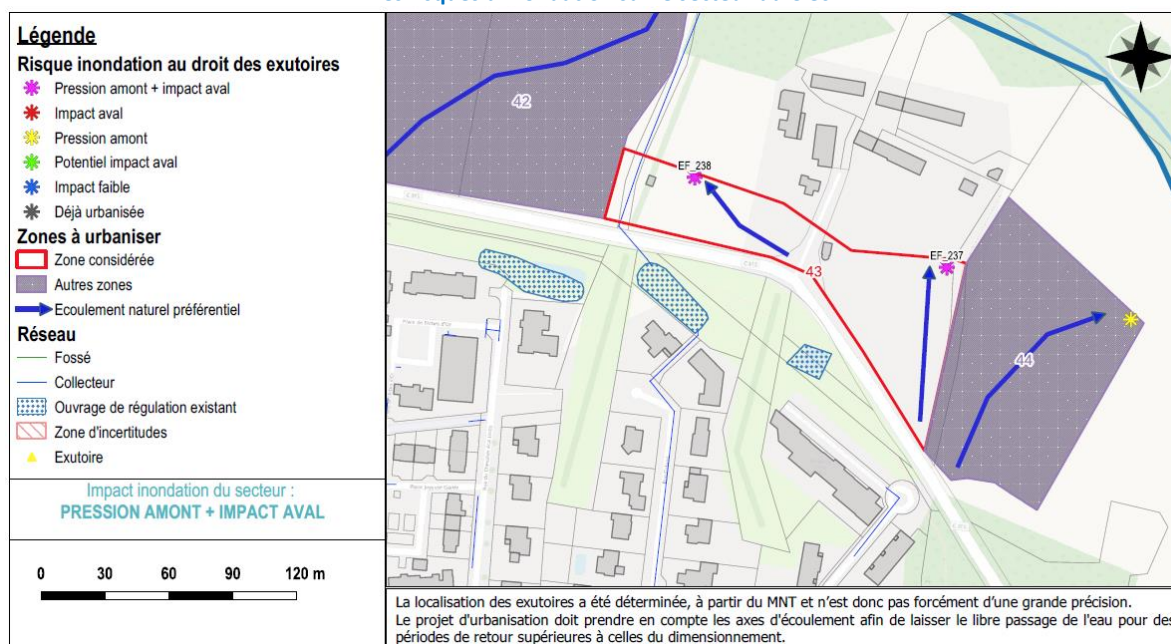 Légende
Risque inondation au droit des exutoires
Pression amont + impact aval
Impact aval
Pression amont
Potentiel impact aval
Impact faible
Déjà urbanisée
Zones à urbaniser
Zone considérée
Autres zones
Ecoulement naturel préférentiel
Réseau
Fossé
Collecteur
Ouvrage de régulation existant
Zone d'incertitudes
Exutoire
Impact inondation du secteur :
PRESSION AMONT + IMPACT AVAL
0 30 60 90 120 m
42
EF_238
EF_237
43
44
La localisation des exutoires a été déterminée, à partir du MNT et n'est donc pas forcément d'une grande précision.
Le projet d'urbanisation doit prendre en compte les axes d'écoulement afin de laisser le libre passage de l'eau pour des
périodes de retour supérieures à celles du dimensionnement.